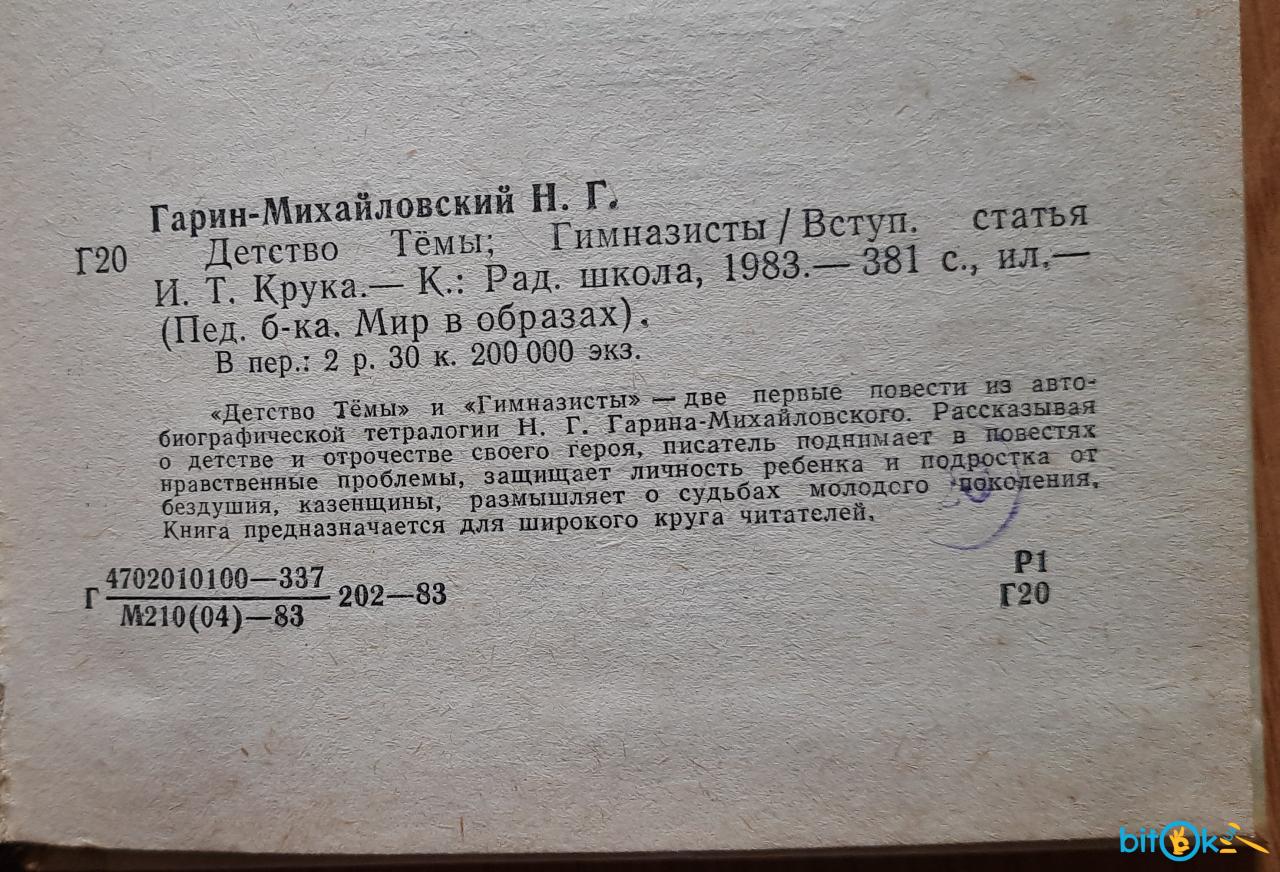 Гарин-Михайловский Н. Г.
Г20 Детство Тёмы; Гимназисты / Вступ. статья
И. Т. Крука.— К.: Рад. школа, 1983.— 381 с., ил.—
(Пед. б-ка. Мир в образах).
В пер.: 2 р. 30 к. 200 000 экз.
«Детство Тёмы» и «Гимназисты» — две первые повести из авто-
биографической тетралогии Н. Г. Гарина-Михайловского. Рассказывая
о детстве и отрочестве своего героя, писатель поднимает в повестях
нравственные проблемы, защищает личность ребенка и подростка от
бездушия, казенщины, размышляет о судьбах молодого поколения.
Книга предназначается для широкого круга читателей.
Г 4702010100—337 202—83
М210(04)—83
Р1
Г20
bitOk